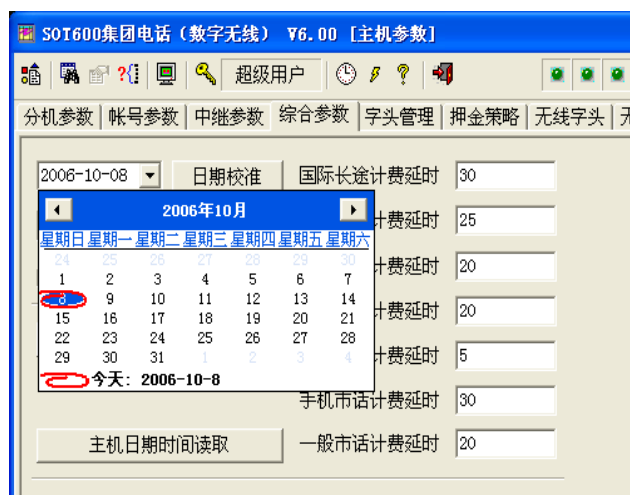 SOT600集团电话（数字无线） V6.00 [主机参数]
超级用户
分机参数 帐号参数 中继参数 综合参数 字头管理 押金策略 无线字头
2006-10-08 日期校准 国际长途计费延时 30
2006年10月 计费延时 25
星期日 星期一 星期二 星期三 星期四 星期五 星期六
24 25 26 27 28 29 30 计费延时 20
1 2 3 4 5 6 7
8 9 10 11 12 13 14
15 16 17 18 19 20 21 计费延时 20
22 23 24 25 26 27 28
29 30 31 1 2 3 4 计费延时 5
今天: 2006-10-8
手机市话计费延时 30
主机日期时间读取 一般市话计费延时 20